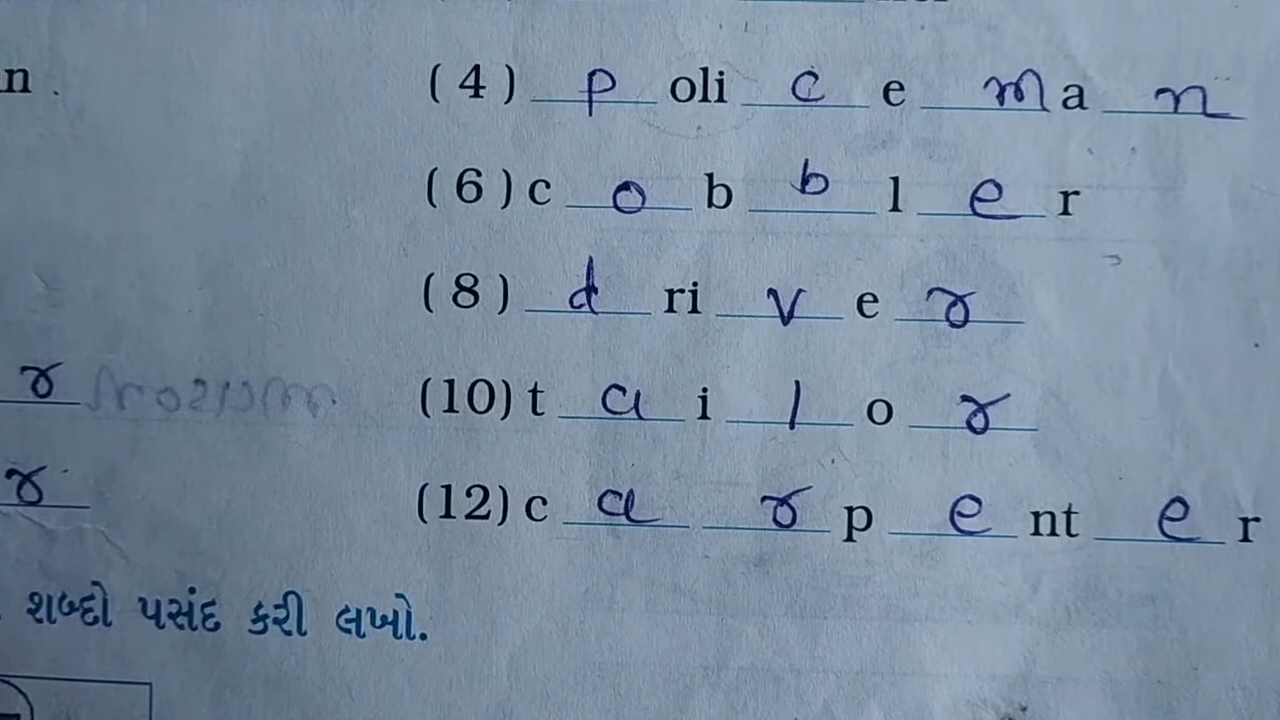 n. (4) p oli c e m a n
(6) c o b b l e r
(8) d ri v e r
r (10) t a i l o r
r (12) c a r p e nt e r
શબ્દો પસંદ કરી લખો.